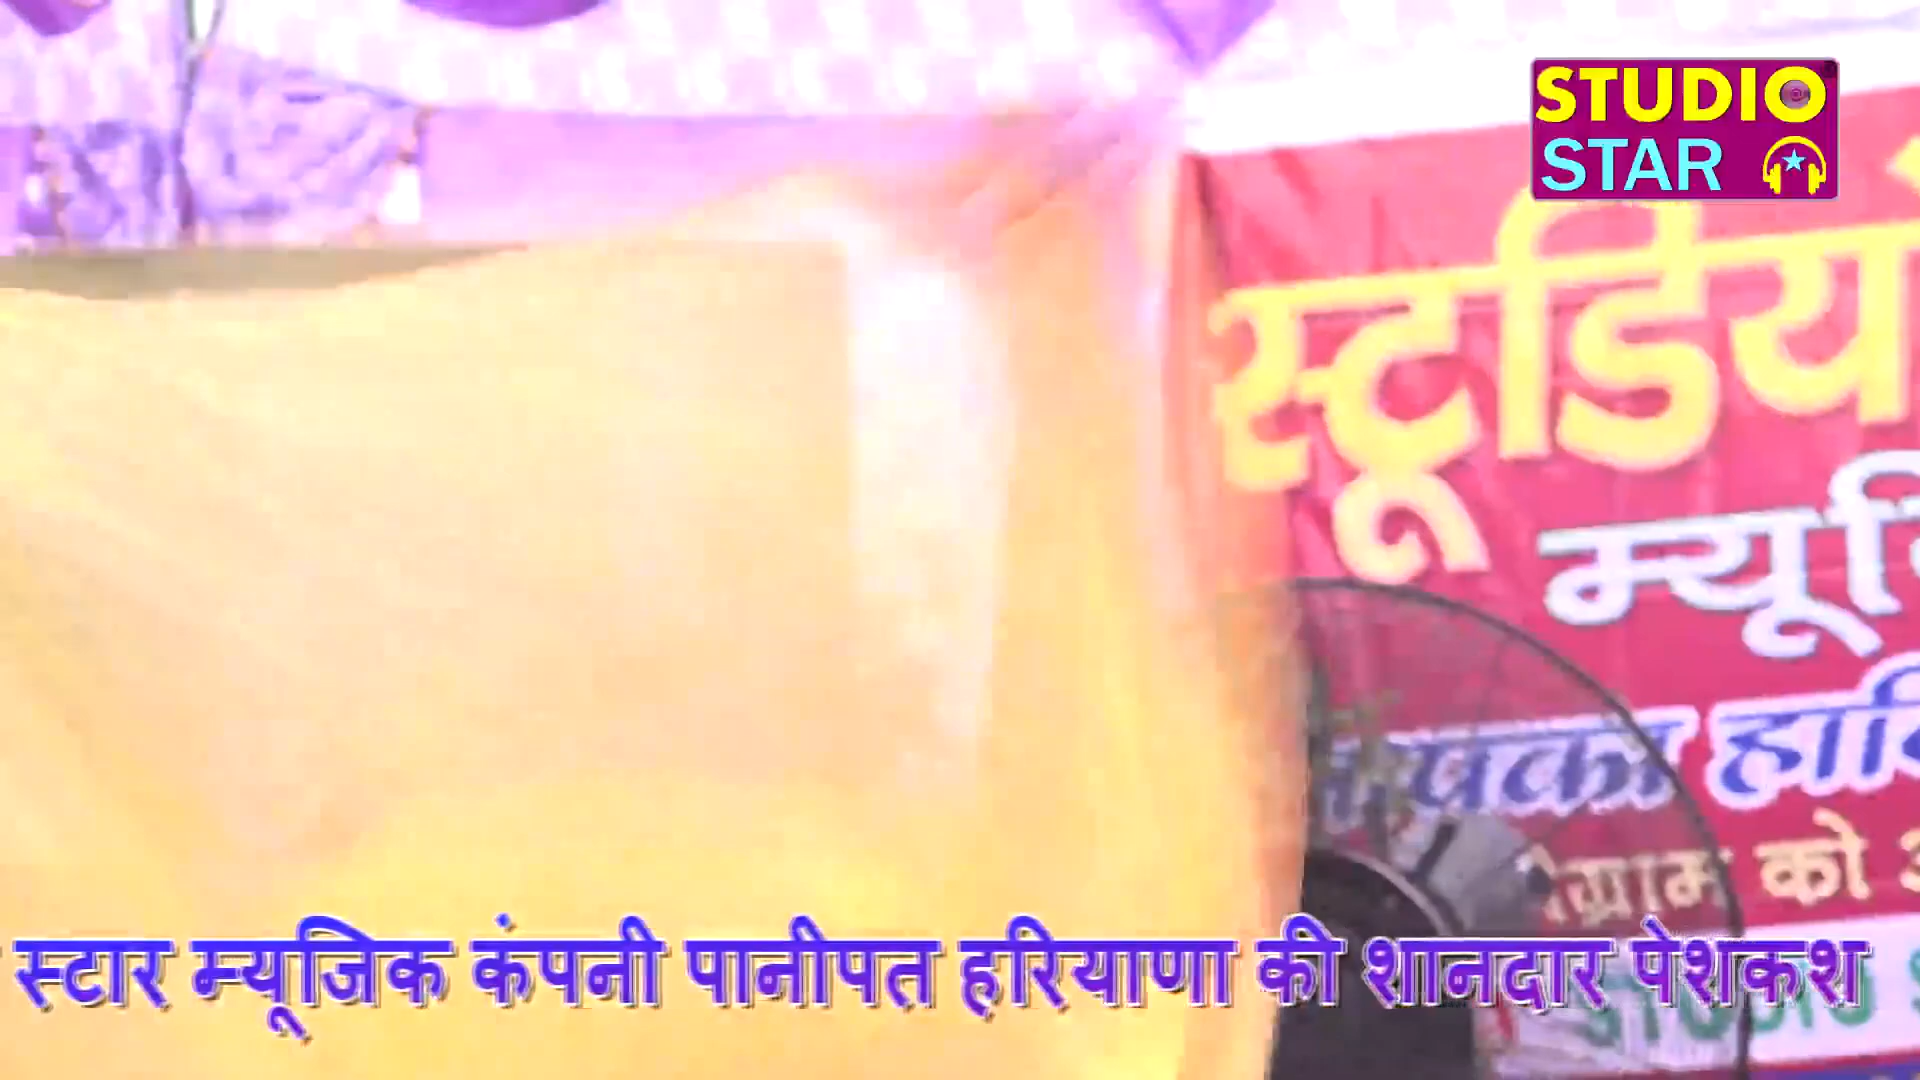 STUDIO
STAR
स्टूडिय
म्यू
का हा
को
स्टार म्यूजिक कंपनी पानीपत हरियाणा की शानदार पेशकश